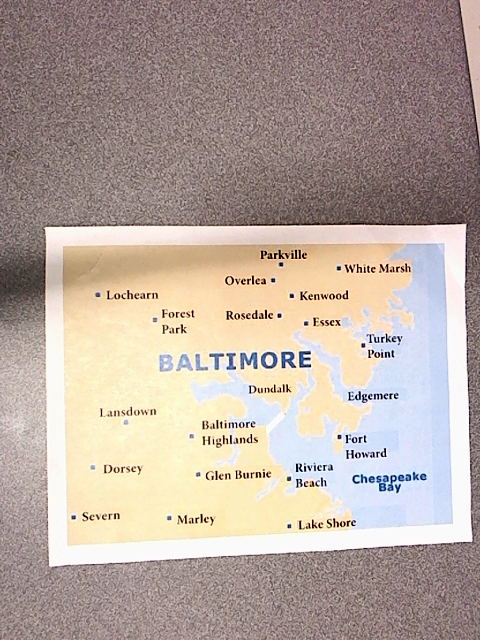 Parkville
White Marsh
Overlea
Lochearn
Kenwood
Forest
Park
Rosedale
Essex
Turkey
Point
BALTIMORE
Dundalk
Edgemere
Lansdown
Baltimore
Highlands
Fort
Howard
Dorsey
Glen Burnie
Riviera
Beach
Chesapeake
Bay
Severn
Marley
Lake Shore